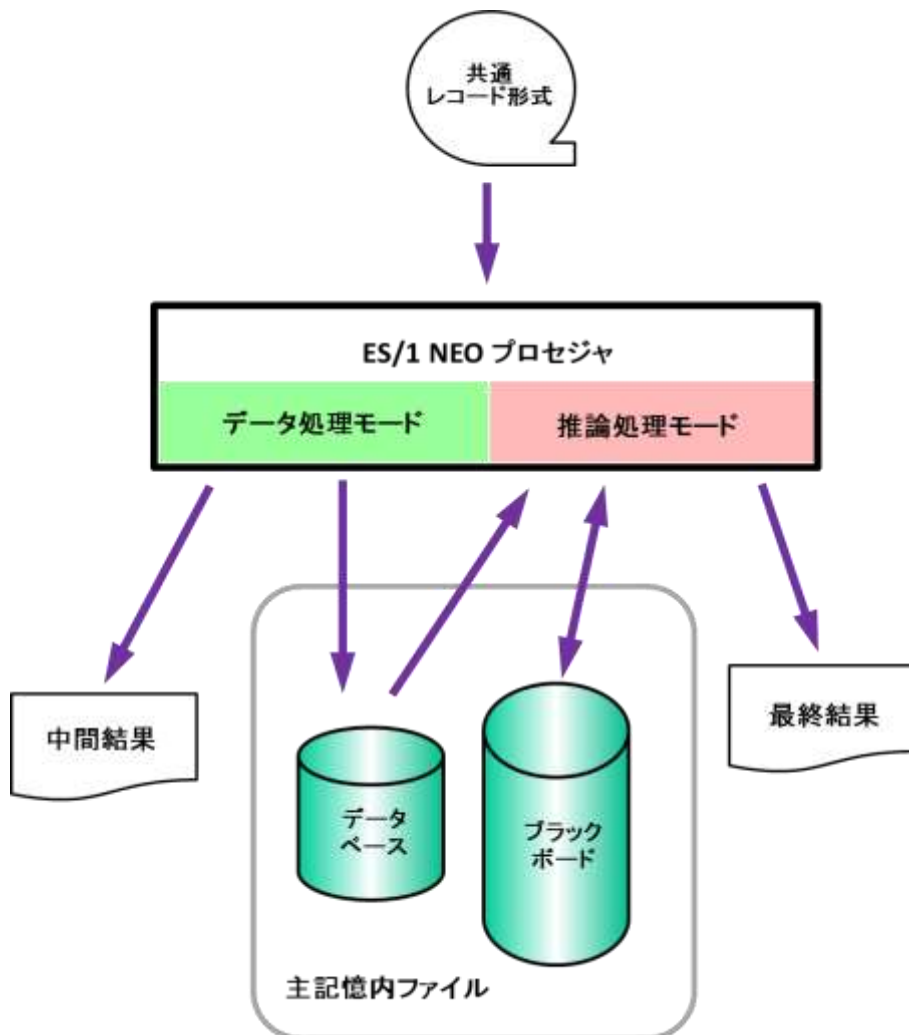 共通
レコード形式
ES/1 NEO プロセジャ
データ処理モード
推論処理モード
中間結果
最終結果
データ
ベース
ブラック
ボード
主記憶内ファイル